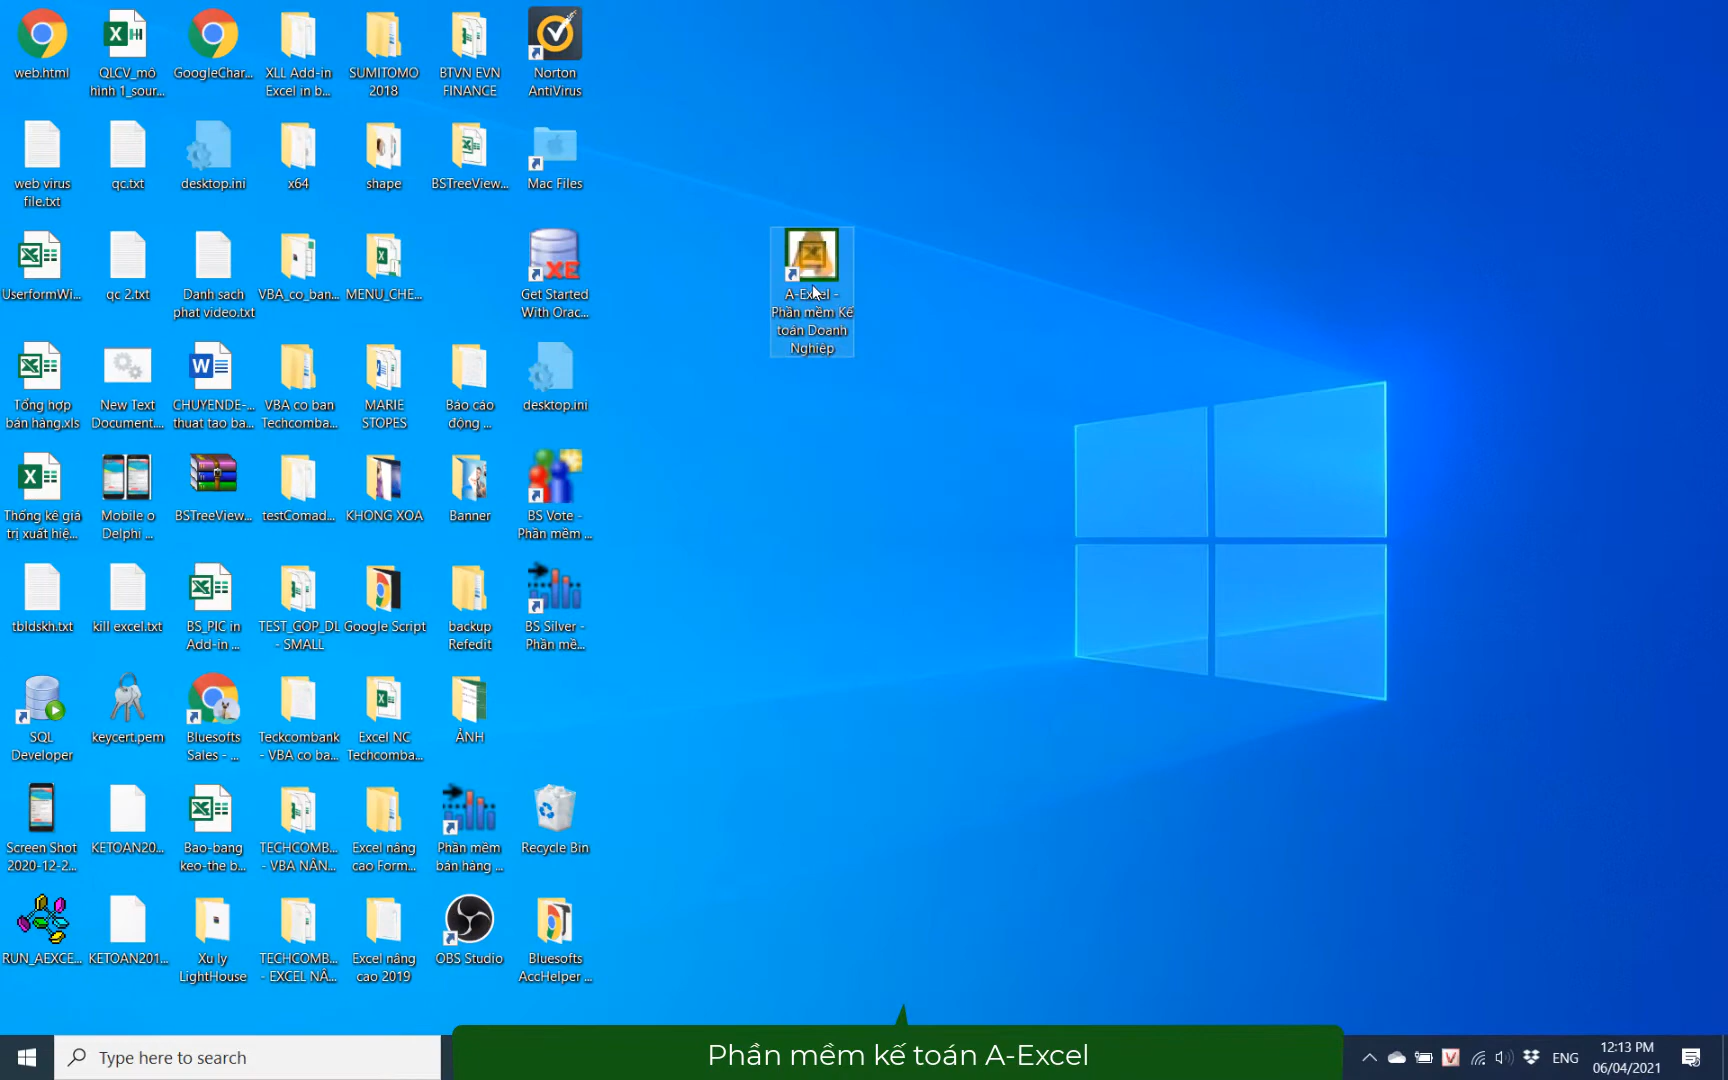 web.html
QLCV_mô
hình 1_sour...
GoogleChar...
XLL Add-in
Excel in b...
SUMITOMO
2018
BTVN EVN
FINANCE
Norton
AntiVirus
web virus
file.txt
qc.txt
desktop.ini
x64
shape
BSTreeView...
Mac Files
UserformWi...
qc 2.txt
Danh sach
phat video.txt
VBA_co_ban...
MENU_CHE...
Get Started
With Orac...
A-Excel -
Phần mềm Kế
toán Doanh
Nghiệp
Tổng hợp
bán hàng.xls
New Text
Document....
CHUYENDE-...
thuat tao ba...
VBA co ban
Techcomba...
MARIE
STOPES
Báo cáo
động ...
desktop.ini
Thống kê giá
trị xuất hiệ...
Mobile o
Delphi ...
BSTreeView...
testComad...
KHONG XOA
Banner
BS Vote -
Phần mềm ...
tbldskh.txt
kill excel.txt
BS_PIC in
Add-in ...
TEST_GOP_DL
- SMALL
Google Script
backup
Refedit
BS Silver -
Phần mề...
SQL
Developer
keycert.pem
Bluesofts
Sales - ...
Teckcombank
- VBA co ba...
Excel NC
Techcomba...
ẢNH
Screen Shot
2020-12-2...
KETOAN20...
Bao-bang
keo-the b...
TECHCOMB...
- VBA NÂN...
Excel nâng
cao Form...
Phần mềm
bán hàng ...
Recycle Bin
RUN_AEXCE...
KETOAN201...
Xu ly
LightHouse
TECHCOMB...
- EXCEL NÂ...
Excel nâng
cao 2019
OBS Studio
Bluesofts
AccHelper ...
Type here to search
Phần mềm kế toán A-Excel
ENG
12:13 PM
06/04/2021